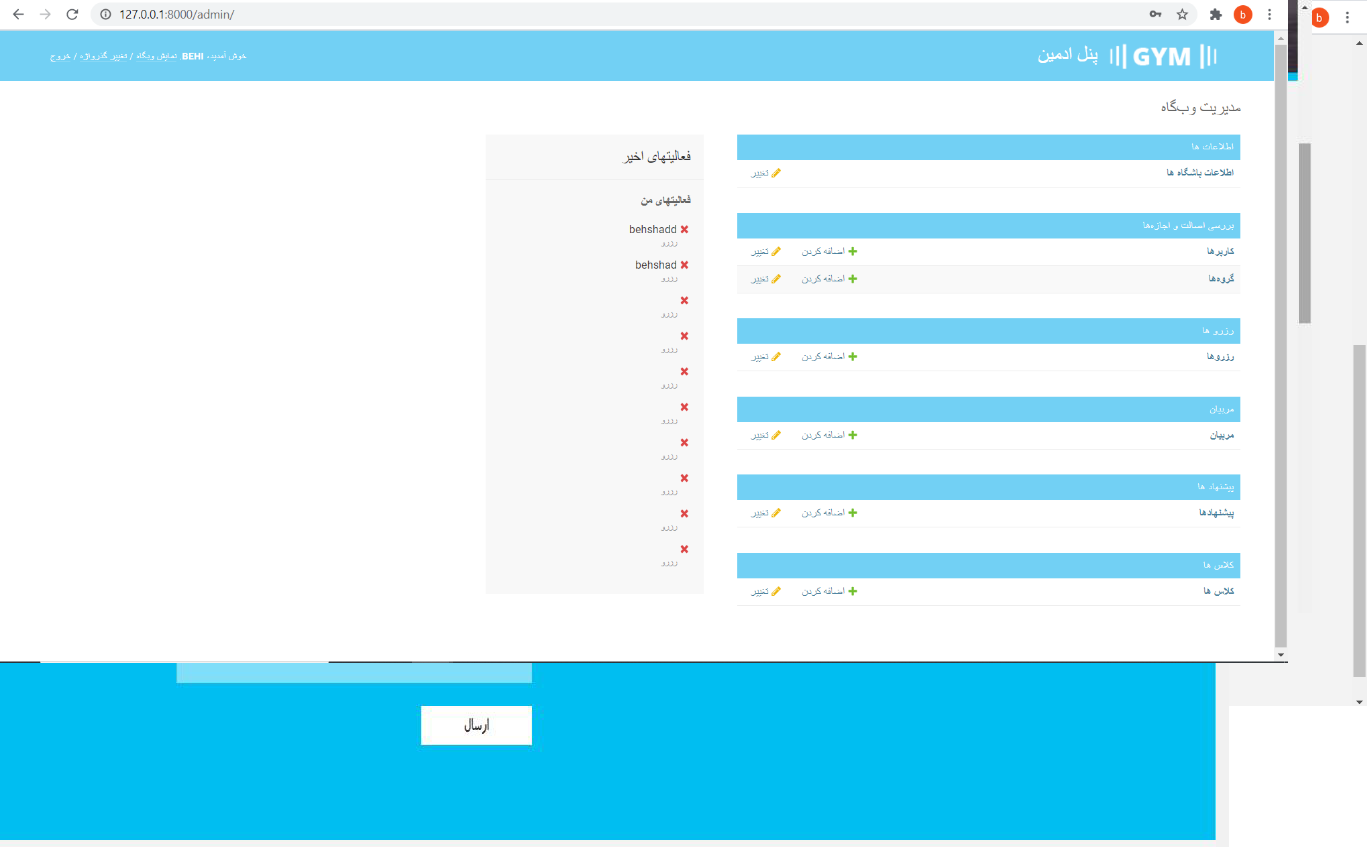 127.0.0.1:8000/admin/
b
b
GYM پنل ادمین
خوش آمدید، BEHI نمایش وبگاه / تغییر گذرواژه / خروج
مدیریت وب‌گاه
اطلاعات ها
اطلاعات باشگاه ها
تغییر
بررسی اصالت و اجازه‌ها
کاربرها
اضافه کردن
تغییر
گروه‌ها
اضافه کردن
تغییر
رزرو ها
رزروها
اضافه کردن
تغییر
مربیان
مربیان
اضافه کردن
تغییر
پیشنهاد ها
پیشنهادها
اضافه کردن
تغییر
کلاس ها
کلاس ها
اضافه کردن
تغییر
فعالیتهای اخیر
فعالیتهای من
behshadd
رزرو
behshad
رزرو
رزرو
رزرو
رزرو
رزرو
رزرو
رزرو
رزرو
رزرو
ارسال